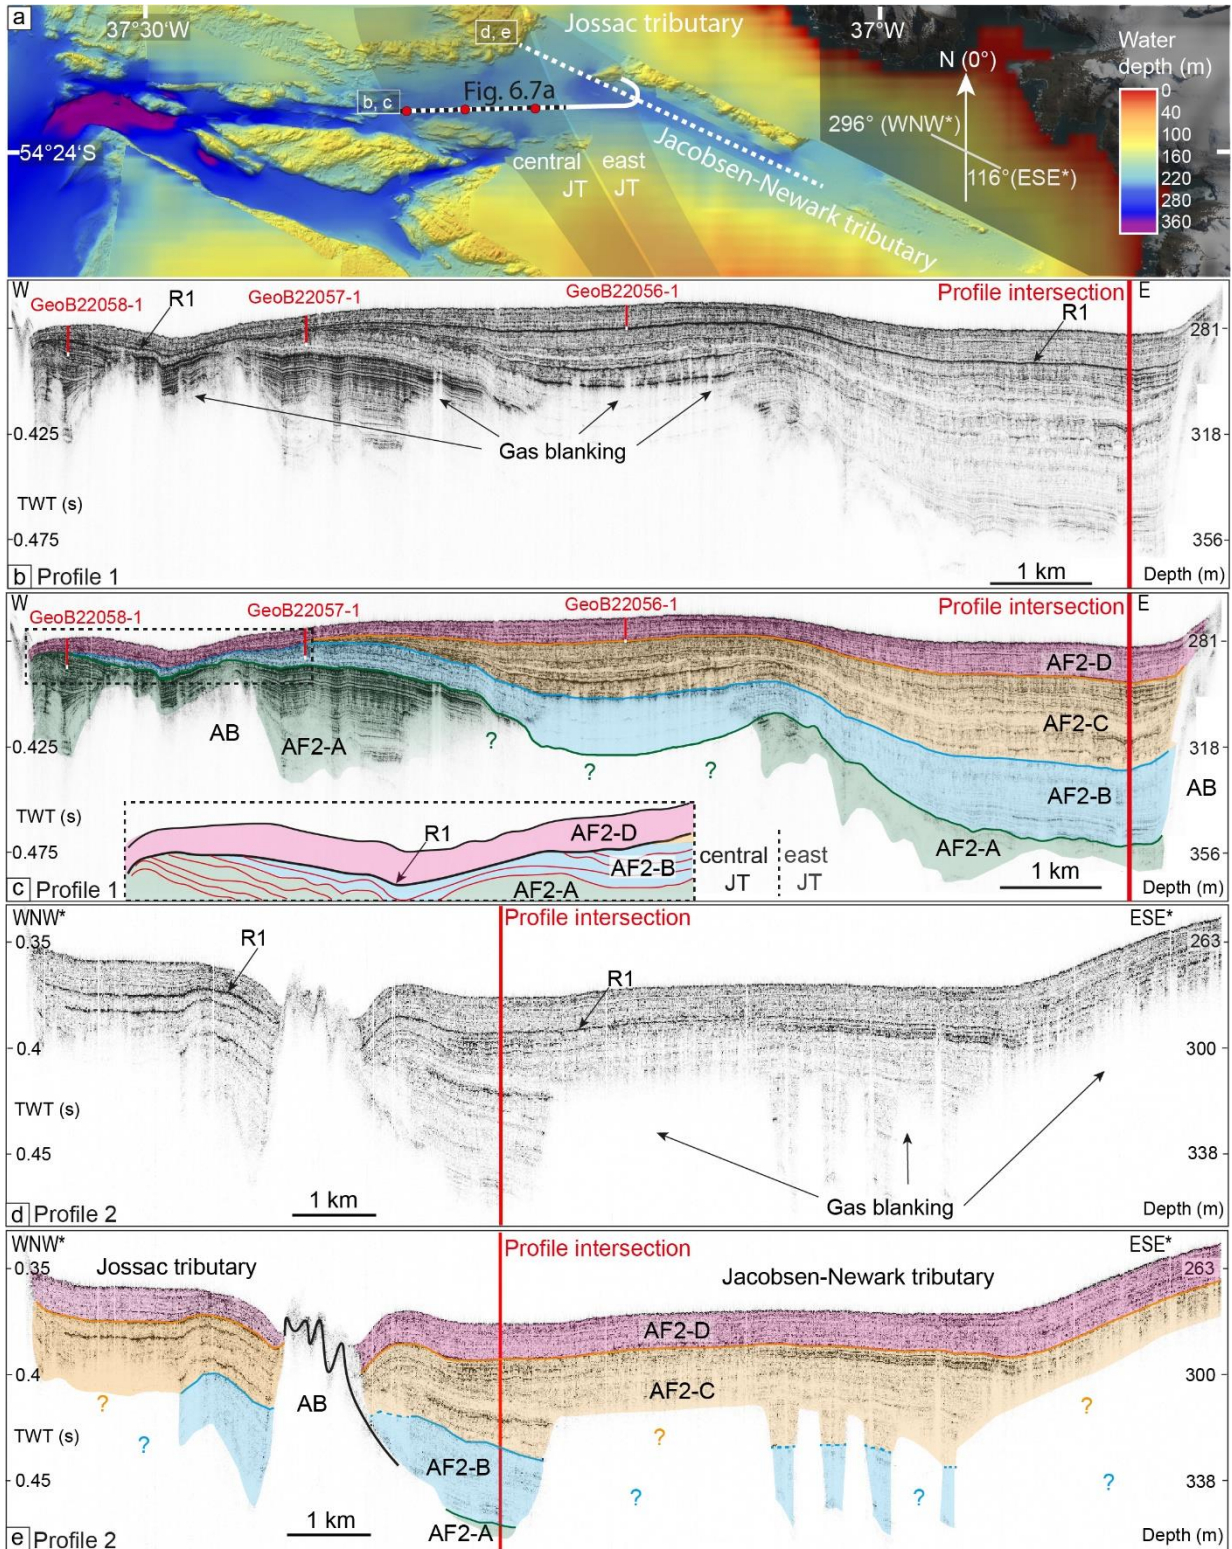 a
37°30'W
d, e
Jossac tributary
37°W
Water
depth (m)
N (0°)
0
40
100
160
220
280
360
b, c
Fig. 6.7a
296° (WNW*)
54°24'S
central
JT
east
JT
116°(ESE*)
Jacobsen-Newark tributary
W
GeoB22058-1
R1
GeoB22057-1
GeoB22056-1
Profile intersection
E
R1
281
0.425
Gas blanking
318
TWT (s)
0.475
356
1 km
b Profile 1
Depth (m)
W
GeoB22058-1
GeoB22057-1
GeoB22056-1
Profile intersection
E
281
AF2-D
AB
AF2-A
AF2-C
0.425
?
?
?
318
AF2-B
AB
TWT (s)
R1
AF2-D
AF2-B
AF2-A
0.475
central
JT
east
JT
AF2-A
356
1 km
c Profile 1
Depth (m)
WNW*
Profile intersection
ESE*
0.35
R1
263
R1
0.4
300
TWT (s)
0.45
338
1 km
Gas blanking
d Profile 2
Depth (m)
WNW*
Profile intersection
ESE*
0.35
Jossac tributary
Jacobsen-Newark tributary
263
AF2-D
0.4
AB
AF2-C
300
?
?
?
TWT (s)
?
AF2-B
?
?
?
0.45
338
1 km
AF2-A
e Profile 2
Depth (m)